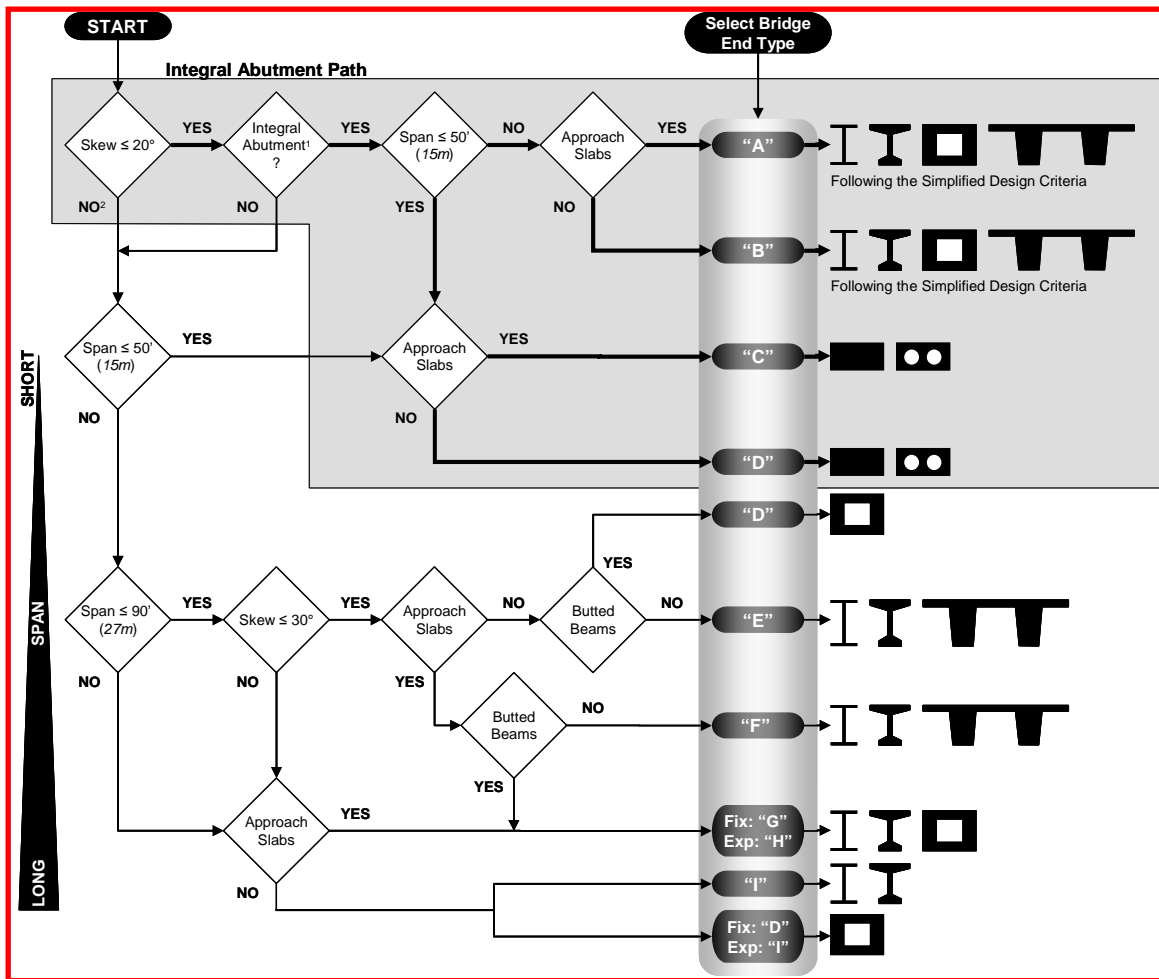 START
Select Bridge
End Type
Integral Abutment Path
Skew ≤ 20°
YES
Integral
Abutment¹
?
YES
Span ≤ 50'
(15m)
NO
Approach
Slabs
YES
"A"
Following the Simplified Design Criteria
NO²
NO
YES
NO
"B"
Following the Simplified Design Criteria
Span ≤ 50'
(15m)
YES
Approach
Slabs
YES
"C"
NO
NO
"D"
SHORT
SPAN
LONG
"D"
YES
Span ≤ 90'
(27m)
YES
Skew ≤ 30°
YES
Approach
Slabs
NO
Butted
Beams
NO
"E"
NO
NO
YES
Butted
Beams
NO
"F"
YES
Approach
Slabs
YES
Fix: "G"
Exp: "H"
NO
"I"
Fix: "D"
Exp: "I"